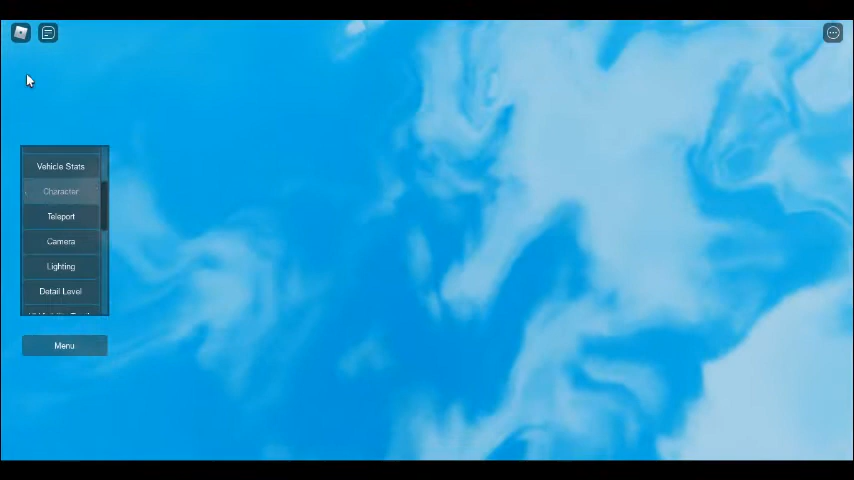 Vehicle Stats
Character
Teleport
Camera
Lighting
Detail Level
Menu